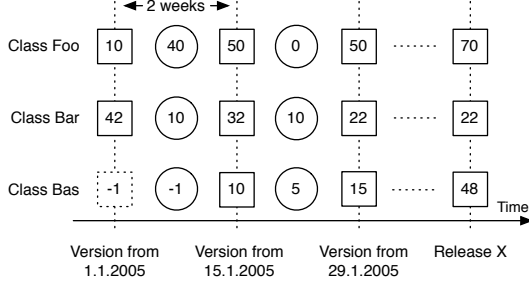 2 weeks
Class Foo 10 40 50 0 50 70
Class Bar 42 10 32 10 22 22
Class Bas -1 -1 10 5 15 48
Time
Version from Version from Version from Release X
1.1.2005 15.1.2005 29.1.2005